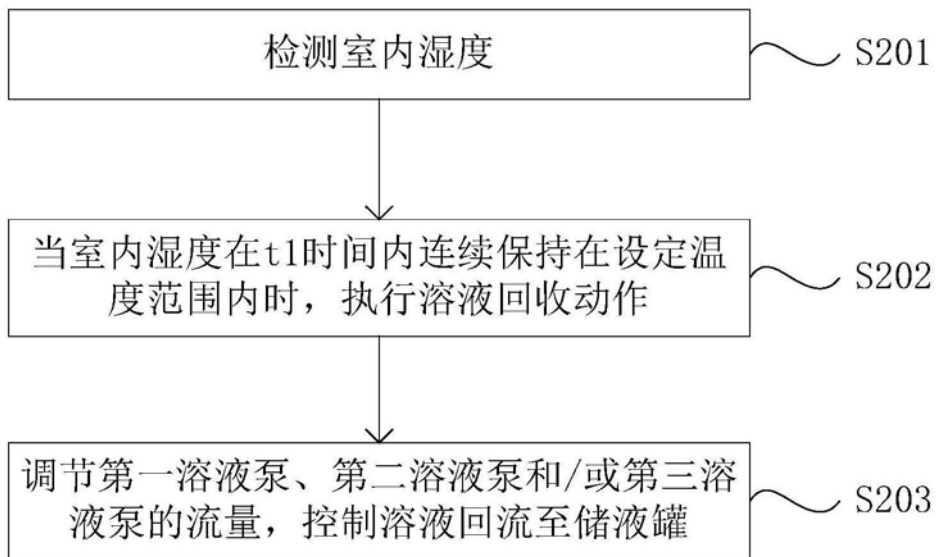 检测室内湿度
S201
当室内湿度在t1时间内连续保持在设定温
度范围内时，执行溶液回收动作
S202
调节第一溶液泵、第二溶液泵和/或第三溶
液泵的流量，控制溶液回流至储液罐
S203